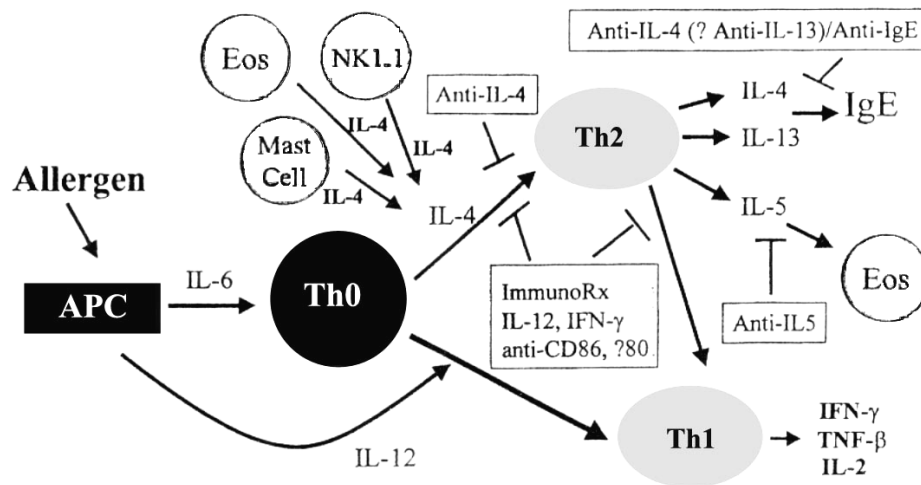 Anti-IL-4 (? Anti-IL-13)/Anti-IgE
Eos
NK1-1
Anti-IL-4
IL-4
IgE
IL-13
Th2
IL-4
IL-4
Mast
Cell
IL-4
IL-4
IL-5
Allergen
Eos
IL-6
APC
Th0
ImmunoRx
IL-12, IFN-γ
anti-CD86, ?80
Anti-IL5
IL-12
Th1
IFN-γ
TNF-β
IL-2